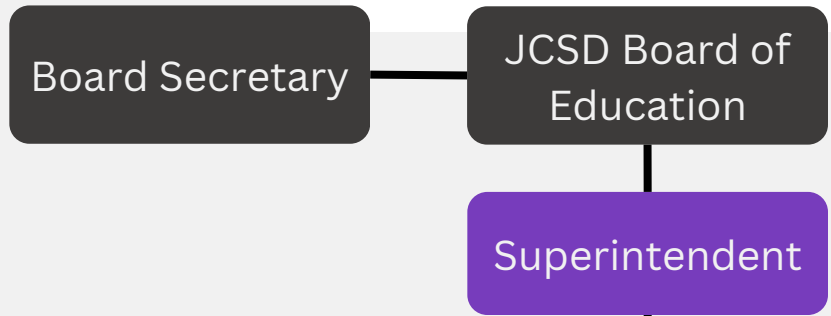 Board Secretary
JCSD Board of
Education
Superintendent